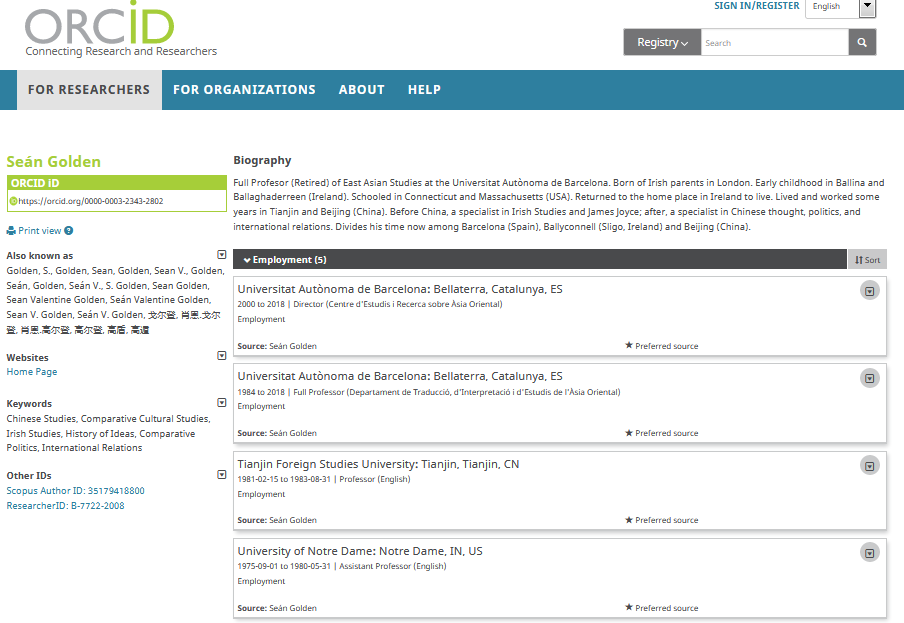 SIGN IN/REGISTER
English
ORCiD
Connecting Research and Researchers
Registry
Search
FOR RESEARCHERS
FOR ORGANIZATIONS
ABOUT
HELP
Seán Golden
ORCID iD
iD https://orcid.org/0000-0003-2343-2802
Print view ?
Also known as
Golden, S., Golden, Sean, Golden, Sean V., Golden,
Seán, Golden, Seán V., S. Golden, Sean Golden,
Sean Valentine Golden, Seán Valentine Golden,
Sean V. Golden, Seán V. Golden, 戈尔登, 肖恩.戈尔
登, 肖恩.高尔登, 高尔登, 高盾, 高遁
Websites
Home Page
Keywords
Chinese Studies, Comparative Cultural Studies,
Irish Studies, History of Ideas, Comparative
Politics, International Relations
Other IDs
Scopus Author ID: 35179418800
ResearcherID: B-7722-2008
Biography
Full Profesor (Retired) of East Asian Studies at the Universitat Autònoma de Barcelona. Born of Irish parents in London. Early childhood in Ballina and
Ballaghaderreen (Ireland). Schooled in Connecticut and Massachusetts (USA). Returned to the home place in Ireland to live. Lived and worked some
years in Tianjin and Beijing (China). Before China, a specialist in Irish Studies and James Joyce; after, a specialist in Chinese thought, politics, and
international relations. Divides his time now among Barcelona (Spain), Ballyconnell (Sligo, Ireland) and Beijing (China).
Employment (5)
Sort
Universitat Autònoma de Barcelona: Bellaterra, Catalunya, ES
2000 to 2018 | Director (Centre d'Estudis i Recerca sobre Àsia Oriental)
Employment
Source: Seán Golden
★ Preferred source
Universitat Autònoma de Barcelona: Bellaterra, Catalunya, ES
1984 to 2018 | Full Professor (Departament de Traducció, d'Interpretació i d'Estudis de l'Àsia Oriental)
Employment
Source: Seán Golden
★ Preferred source
Tianjin Foreign Studies University: Tianjin, Tianjin, CN
1981-02-15 to 1983-08-31 | Professor (English)
Employment
Source: Seán Golden
★ Preferred source
University of Notre Dame: Notre Dame, IN, US
1975-09-01 to 1980-05-31 | Assistant Professor (English)
Employment
Source: Seán Golden
★ Preferred source